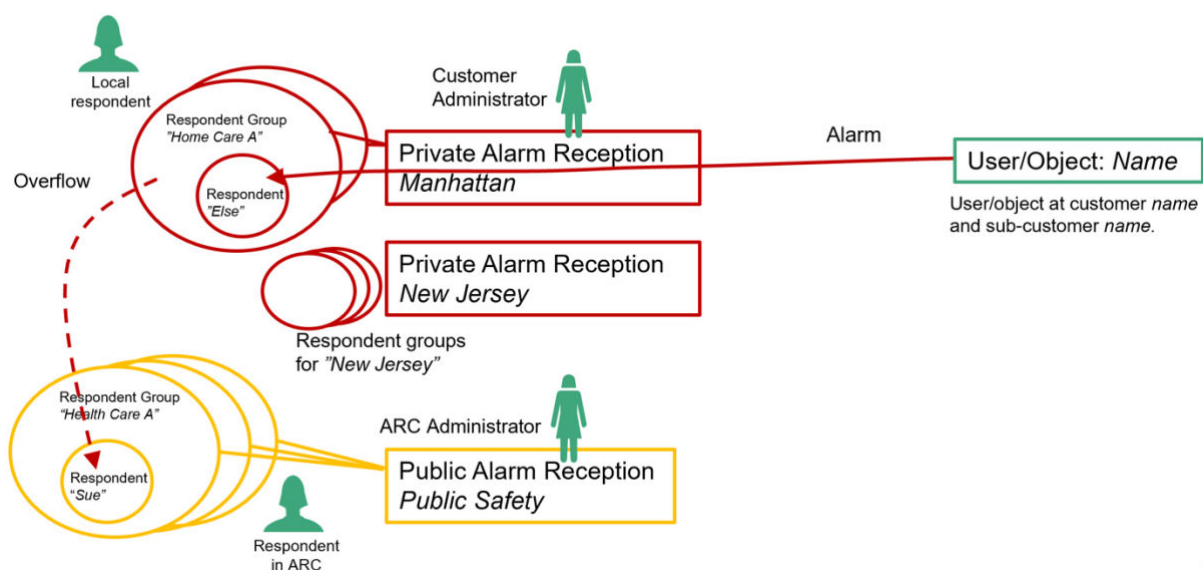 Local
respondent
Customer
Administrator
Respondent Group
"Home Care A"
Overflow
Respondent
"Else"
Private Alarm Reception
Manhattan
Alarm
User/Object: Name
User/object at customer name
and sub-customer name.
Private Alarm Reception
New Jersey
Respondent groups
for "New Jersey"
Respondent Group
"Health Care A"
Respondent
"Sue"
ARC Administrator
Public Alarm Reception
Public Safety
Respondent
in ARC